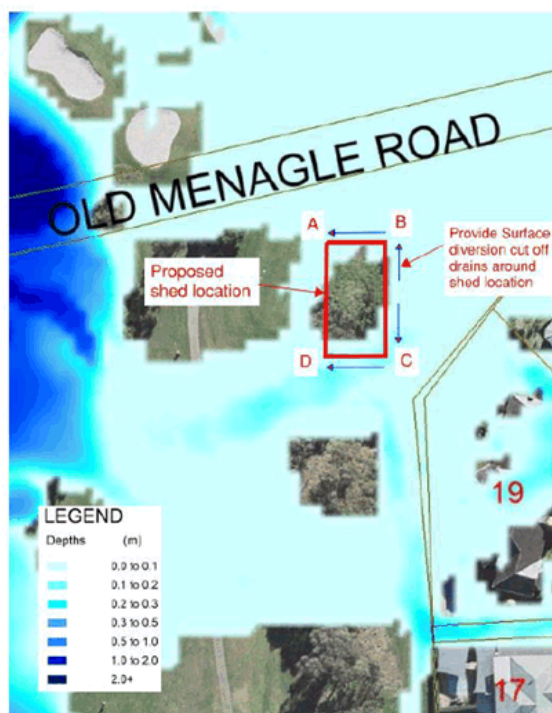 OLD MENAGLE ROAD
A
B
Provide Surface
diversion cut off
drains around
shed location
Proposed
shed location
D
C
19
LEGEND
Depths (m)
0.0 to 0.1
0.1 to 0.2
0.2 to 0.3
0.3 to 0.5
0.5 to 1.0
1.0 to 2.0
2.0+
17